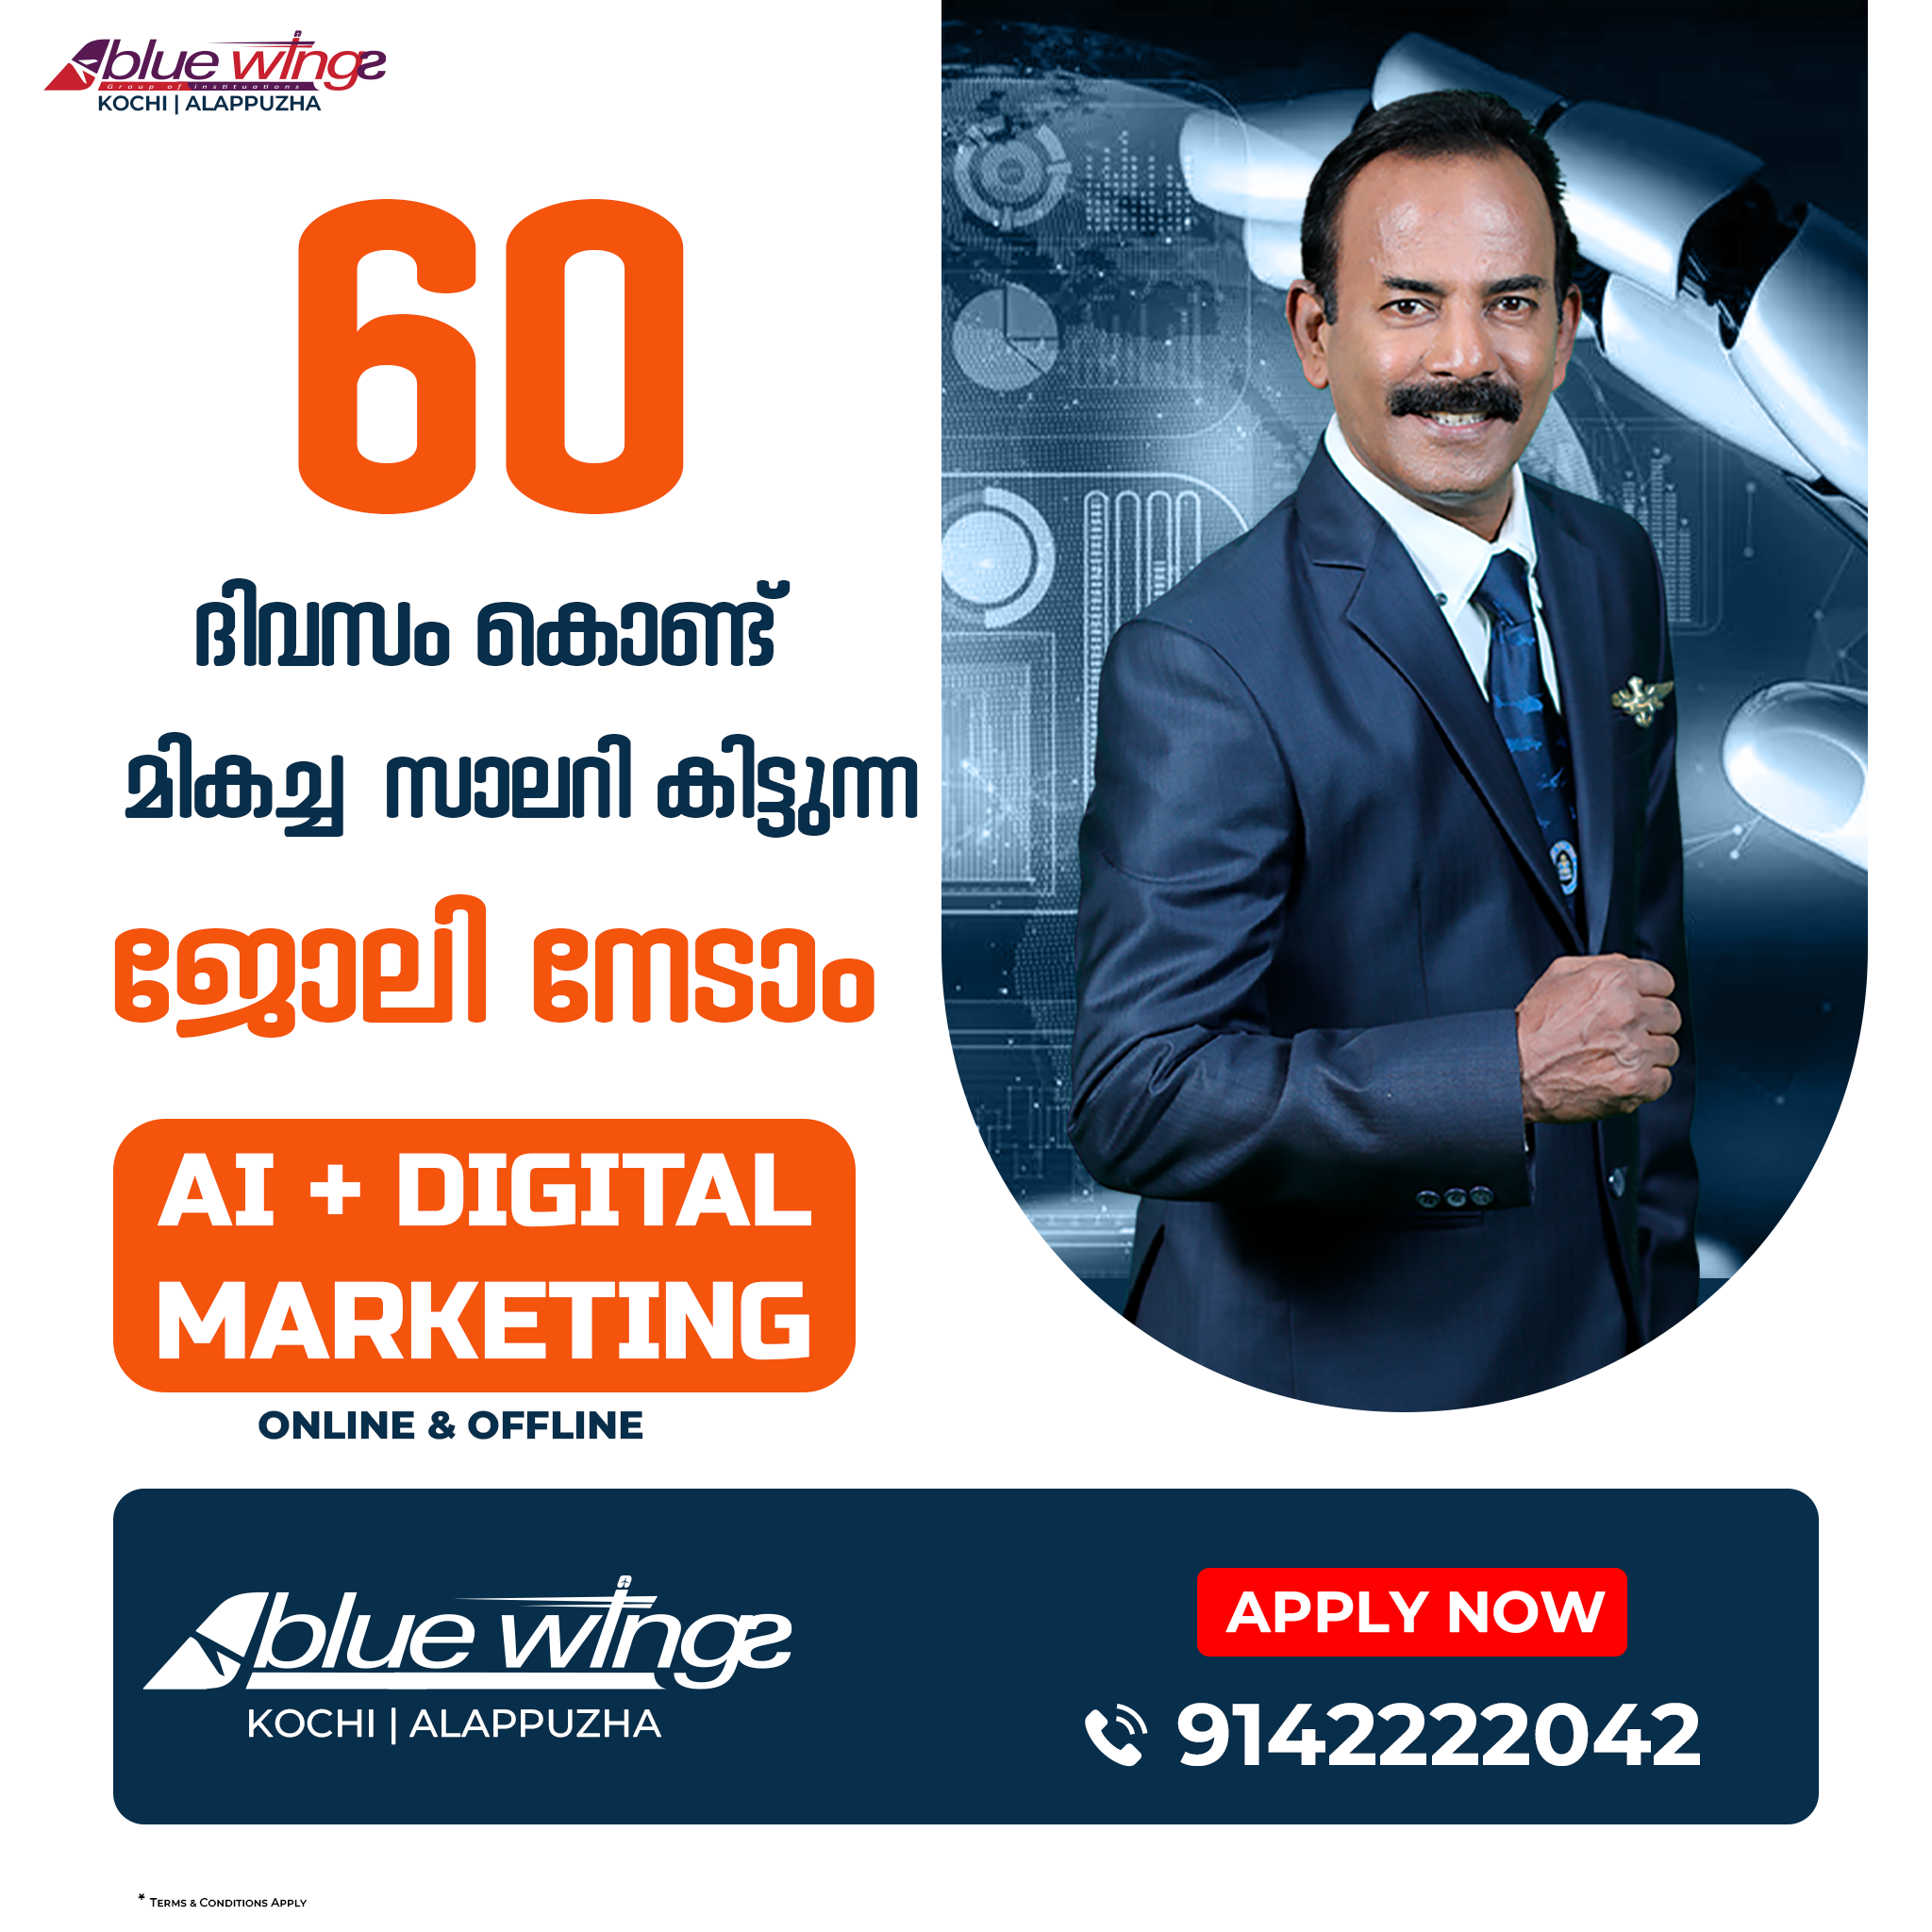 blue wings
Group of instituations
KOCHI | ALAPPUZHA
60
ദിവസം കൊണ്ട്
മികച്ച സാലറി കിട്ടുന്ന
ജോലി നേടാം
AI + DIGITAL
MARKETING
ONLINE & OFFLINE
blue wings
KOCHI | ALAPPUZHA
APPLY NOW
9142222042
* TERMS & CONDITIONS APPLY